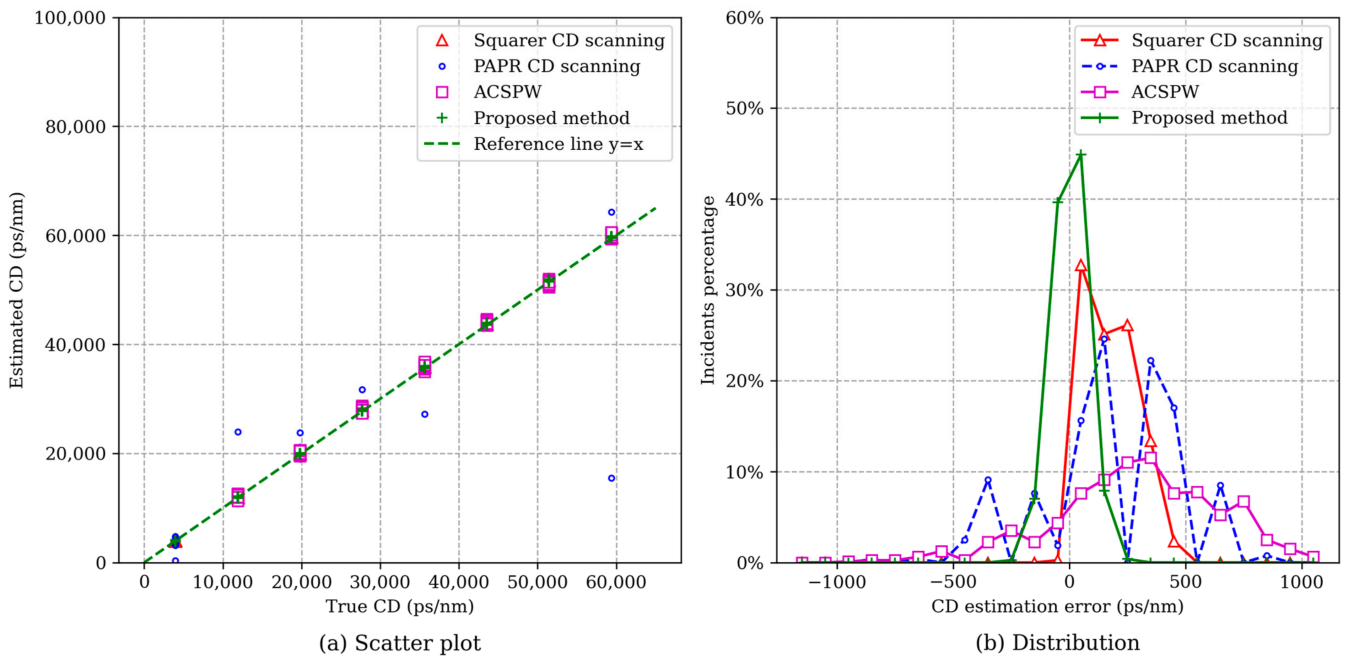 100,000
80,000
60,000
40,000
20,000
0
Estimated CD (ps/nm)
Squarer CD scanning
PAPR CD scanning
ACSPW
Proposed method
Reference line y=x
0
10,000
20,000
30,000
40,000
50,000
60,000
True CD (ps/nm)
(a) Scatter plot
60%
50%
40%
30%
20%
10%
0%
Incidents percentage
Squarer CD scanning
PAPR CD scanning
ACSPW
Proposed method
−1000
−500
0
500
1000
CD estimation error (ps/nm)
(b) Distribution